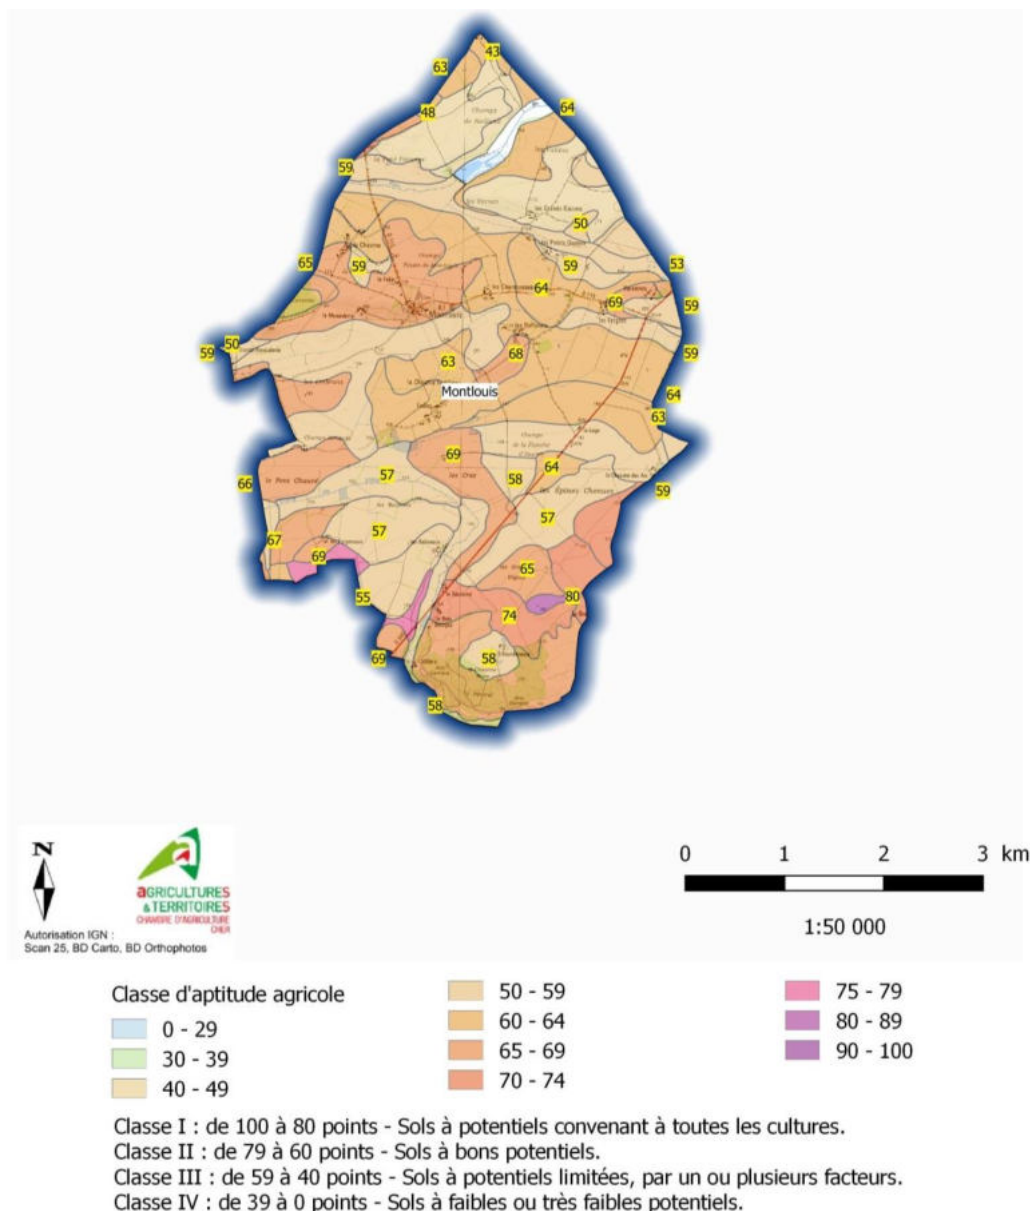 43
63
64
48
59
50
65
59
59
53
64
69
59
50
59
59
63
68
Montlouis
64
63
69
57
58
64
66
59
57
57
67
69
65
55
80
74
69
58
58
N
aGRICULTURES
& TERRITOIRES
CHAMBRE D'AGRICULTURE
CHER
Autorisation IGN :
Scan 25, BD Carto, BD Orthophotos
0 1 2 3 km
1:50 000
Classe d'aptitude agricole
0 - 29
30 - 39
40 - 49
50 - 59
60 - 64
65 - 69
70 - 74
75 - 79
80 - 89
90 - 100
Classe I : de 100 à 80 points - Sols à potentiels convenant à toutes les cultures.
Classe II : de 79 à 60 points - Sols à bons potentiels.
Classe III : de 59 à 40 points - Sols à potentiels limitées, par un ou plusieurs facteurs.
Classe IV : de 39 à 0 points - Sols à faibles ou très faibles potentiels.